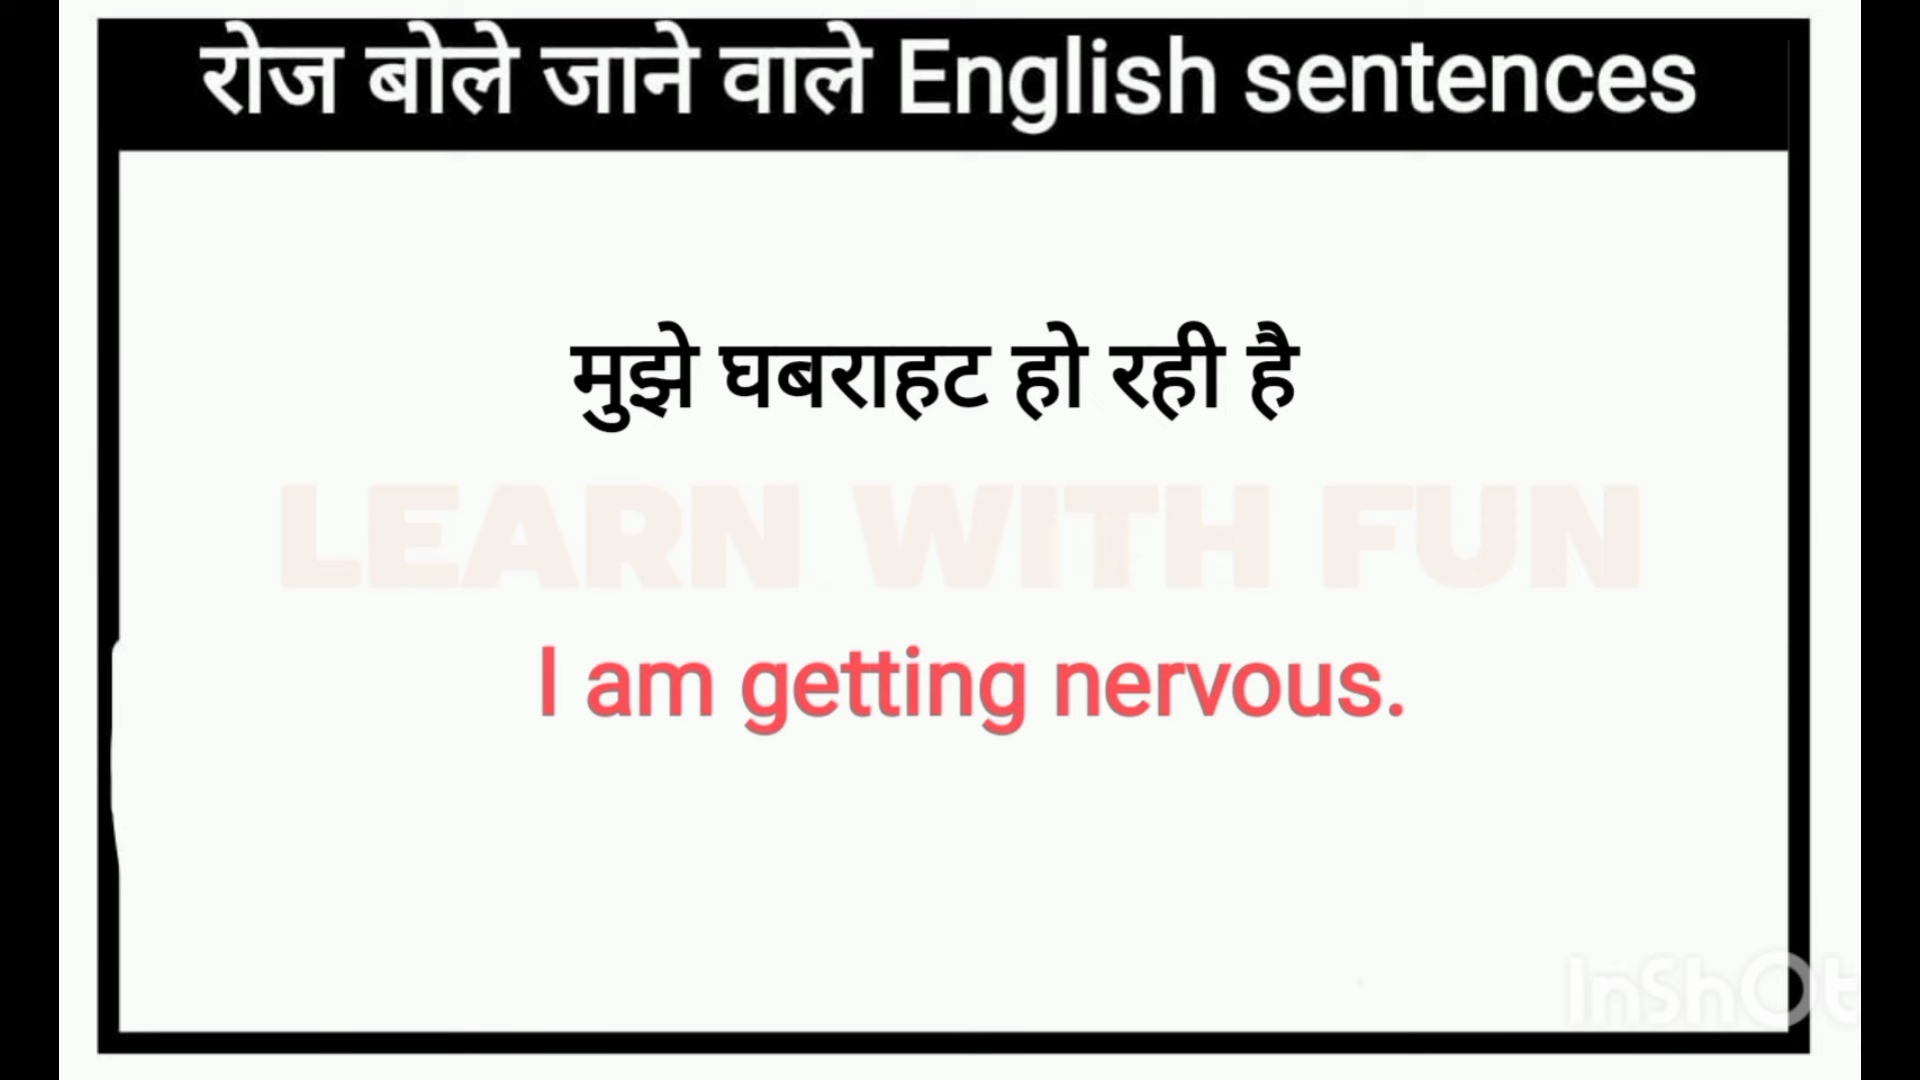 रोज बोले जाने वाले English sentences
मुझे घबराहट हो रही है
LEARN WITH FUN
I am getting nervous.
InShOt